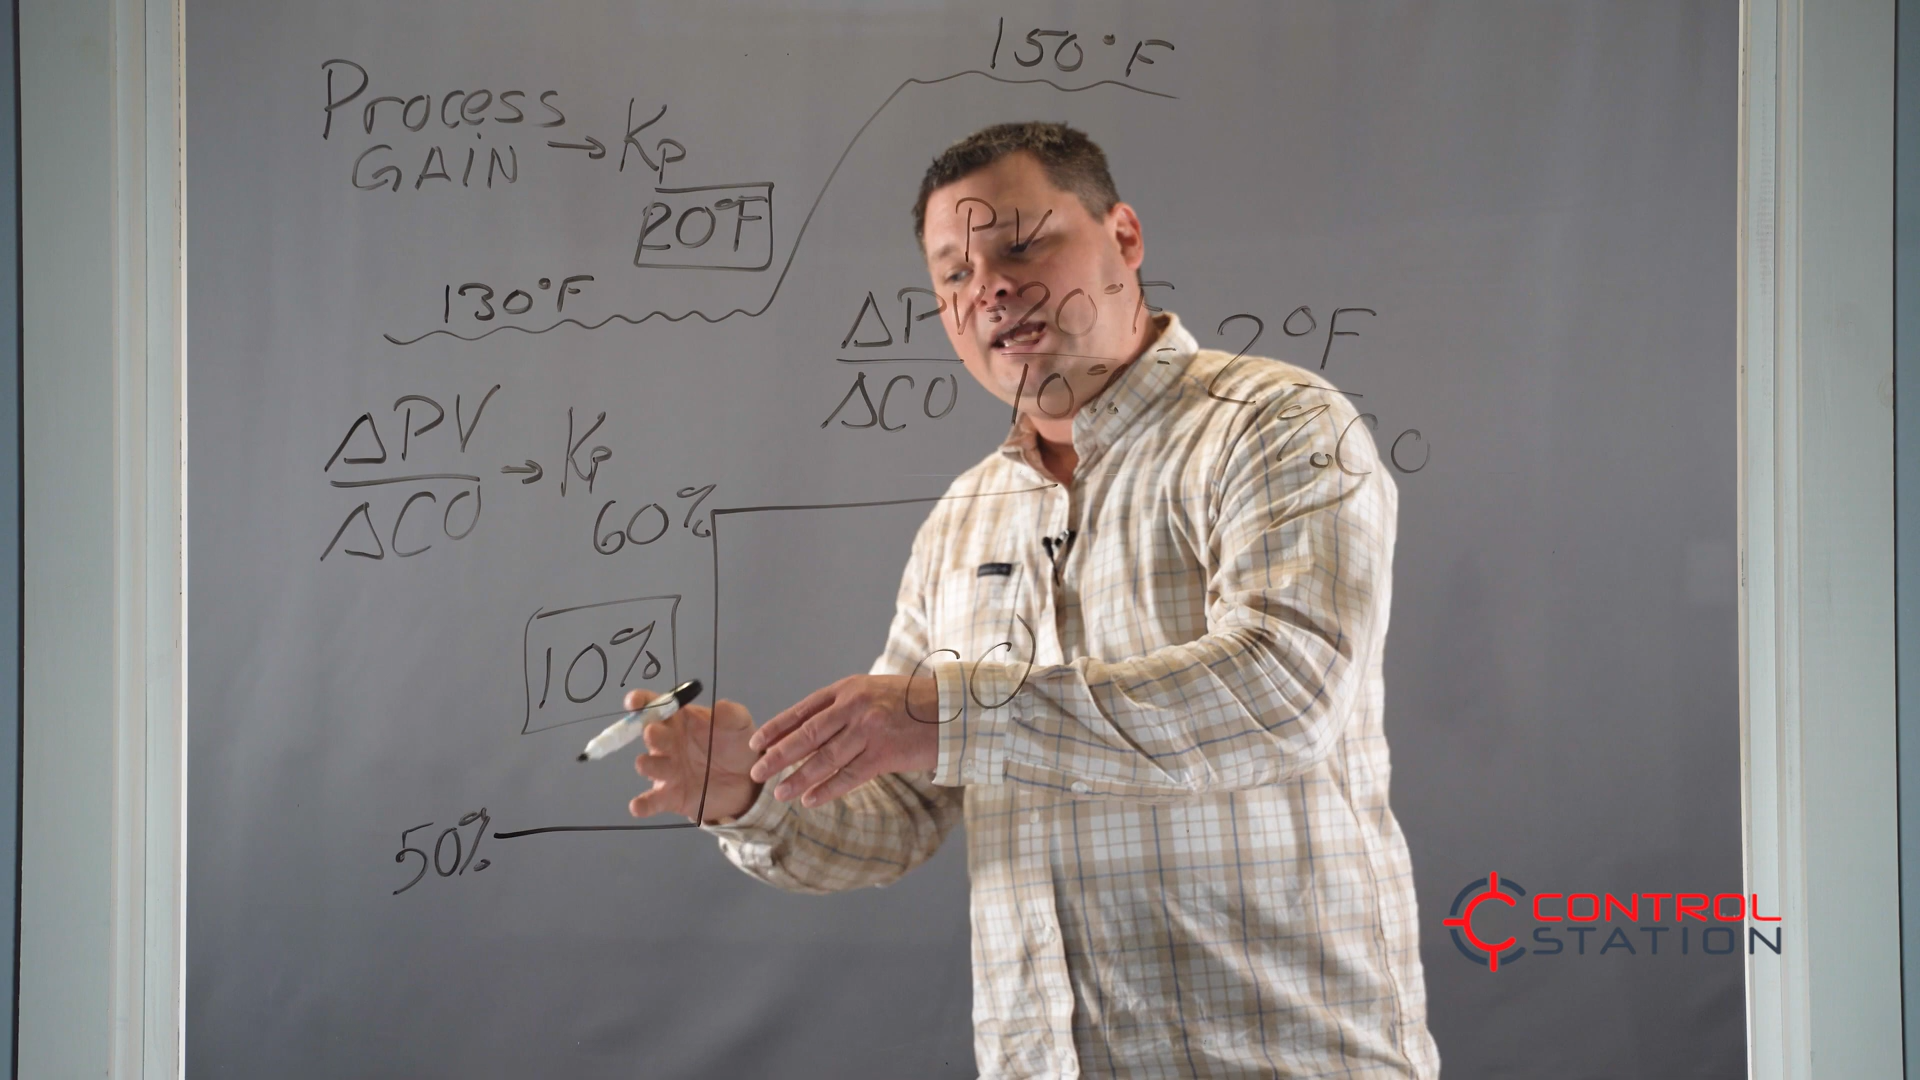 150°F
Process
GAIN → Kp
20°F
PV
130°F
ΔPV = 20°F = 2°F
ΔCO 10% %CO
ΔPV → Kp
ΔCO
60%
10%
CO
50%
CONTROL
STATION